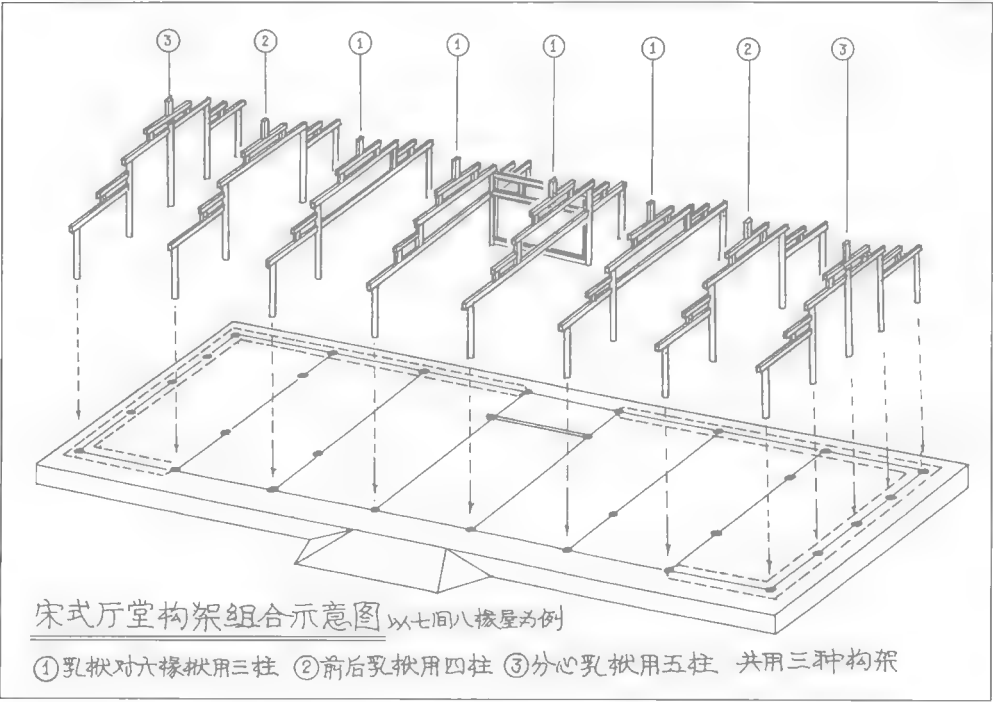 ③ ② ① ① ① ① ② ③
宋式厅堂构架组合示意图 以七间八椽屋为例
①乳栿对六椽栿用三柱 ②前后乳栿用四柱 ③分心乳栿用五柱 共用三种构架